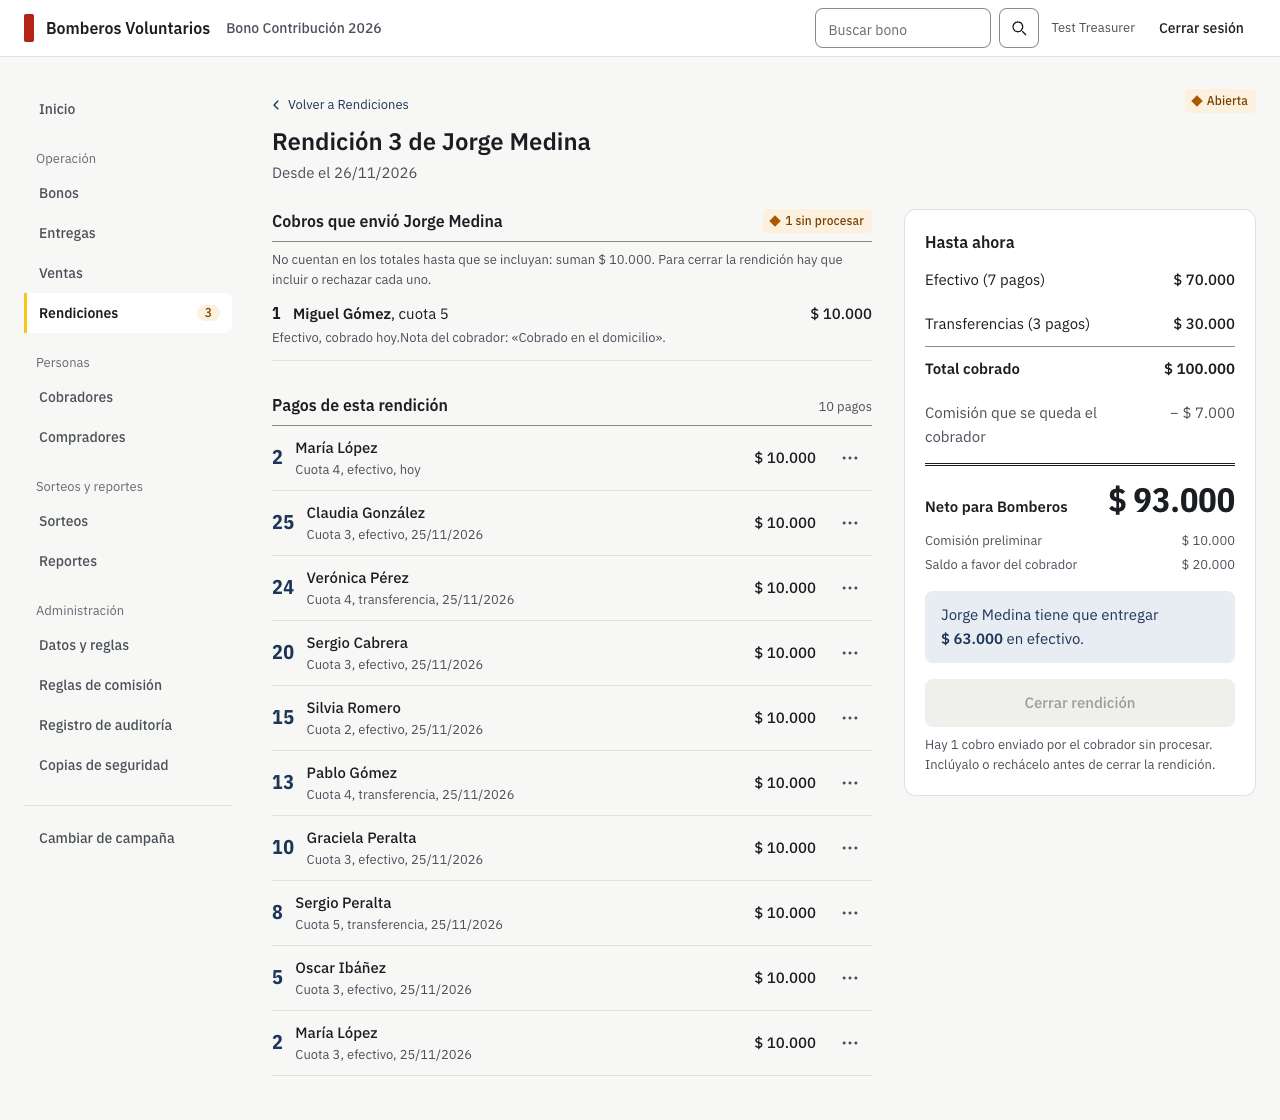 Bomberos Voluntarios
Bono Contribución 2026
Buscar bono
Test Treasurer
Cerrar sesión
Inicio
Operación
Bonos
Entregas
Ventas
Rendiciones 3
Personas
Cobradores
Compradores
Sorteos y reportes
Sorteos
Reportes
Administración
Datos y reglas
Reglas de comisión
Registro de auditoría
Copias de seguridad
Cambiar de campaña
Volver a Rendiciones
Abierta
Rendición 3 de Jorge Medina
Desde el 26/11/2026
Cobros que envió Jorge Medina
1 sin procesar
No cuentan en los totales hasta que se incluyan: suman $ 10.000. Para cerrar la rendición hay que
incluir o rechazar cada uno.
1 Miguel Gómez, cuota 5 $ 10.000
Efectivo, cobrado hoy.Nota del cobrador: «Cobrado en el domicilio».
Pagos de esta rendición 10 pagos
2 María López $ 10.000
Cuota 4, efectivo, hoy
25 Claudia González $ 10.000
Cuota 3, efectivo, 25/11/2026
24 Verónica Pérez $ 10.000
Cuota 4, transferencia, 25/11/2026
20 Sergio Cabrera $ 10.000
Cuota 3, efectivo, 25/11/2026
15 Silvia Romero $ 10.000
Cuota 2, efectivo, 25/11/2026
13 Pablo Gómez $ 10.000
Cuota 4, transferencia, 25/11/2026
10 Graciela Peralta $ 10.000
Cuota 3, efectivo, 25/11/2026
8 Sergio Peralta $ 10.000
Cuota 5, transferencia, 25/11/2026
5 Oscar Ibáñez $ 10.000
Cuota 3, efectivo, 25/11/2026
2 María López $ 10.000
Cuota 3, efectivo, 25/11/2026
Hasta ahora
Efectivo (7 pagos) $ 70.000
Transferencias (3 pagos) $ 30.000
Total cobrado $ 100.000
Comisión que se queda el − $ 7.000
cobrador
Neto para Bomberos $ 93.000
Comisión preliminar $ 10.000
Saldo a favor del cobrador $ 20.000
Jorge Medina tiene que entregar
$ 63.000 en efectivo.
Cerrar rendición
Hay 1 cobro enviado por el cobrador sin procesar.
Inclúyalo o rechácelo antes de cerrar la rendición.